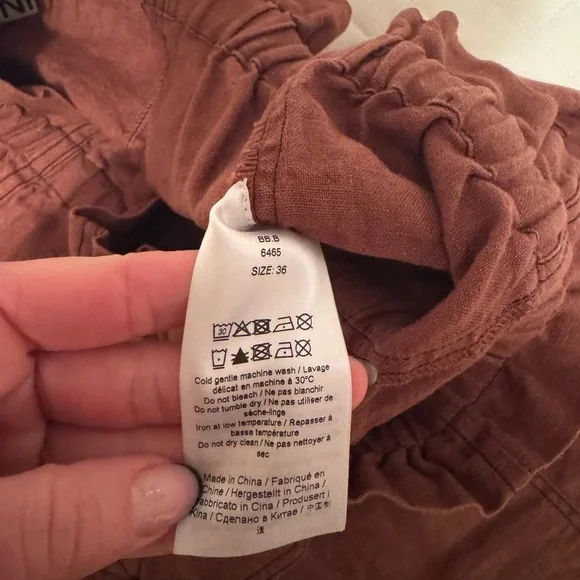 BB.B
6465
SIZE: 36
30
Cold gentle machine wash / Lavage
délicat en machine à 30°C
Do not bleach / Ne pas blanchir
Do not tumble dry / Ne pas utiliser de
sèche-linge
Iron at low temperature / Repasser à
basse température
Do not dry clean / Ne pas nettoyer à
sec
Made in China / Fabriqué en
Chine / Hergestellt in China /
Fabbricato in Cina / Produsert i
Kina / Сделано в Китае / 中国制
造